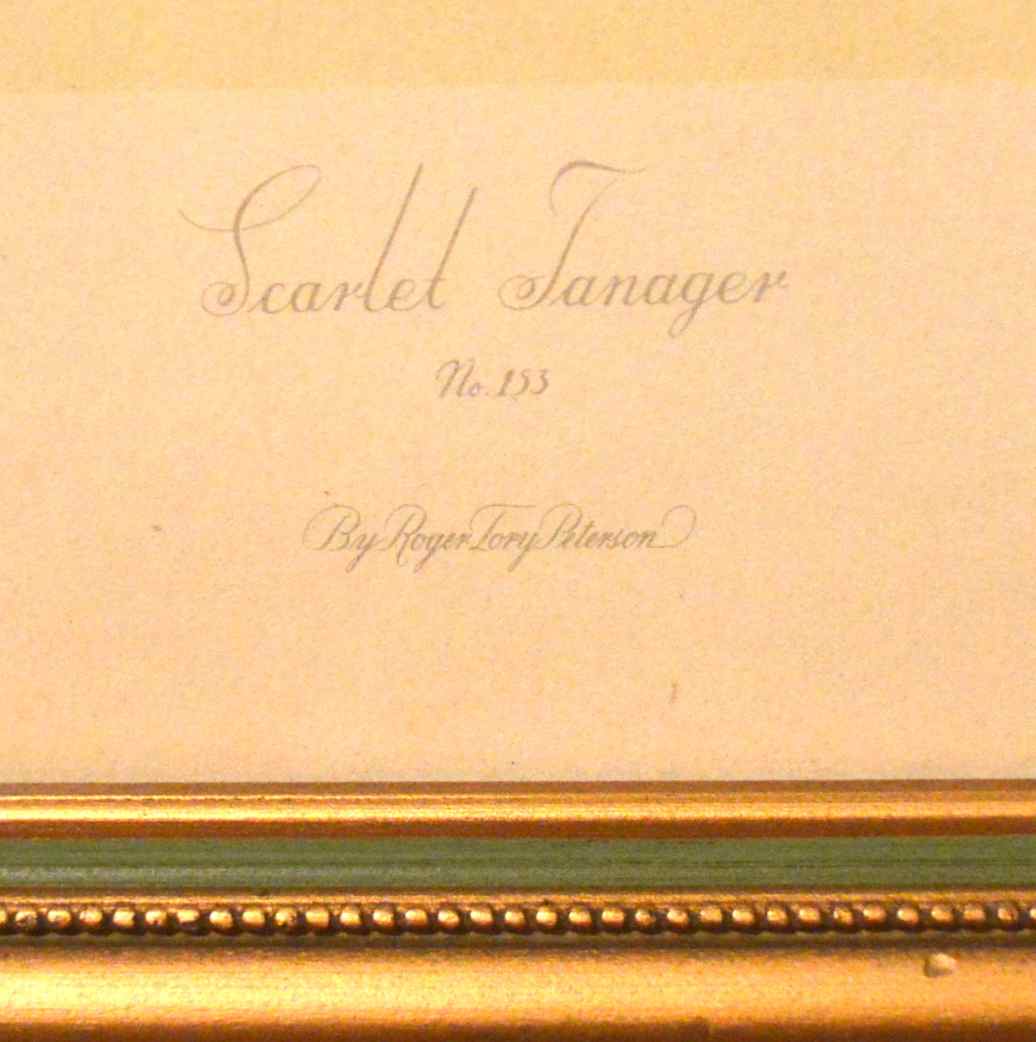 Scarlet Tanager
No. 153
By Roger Tory Peterson